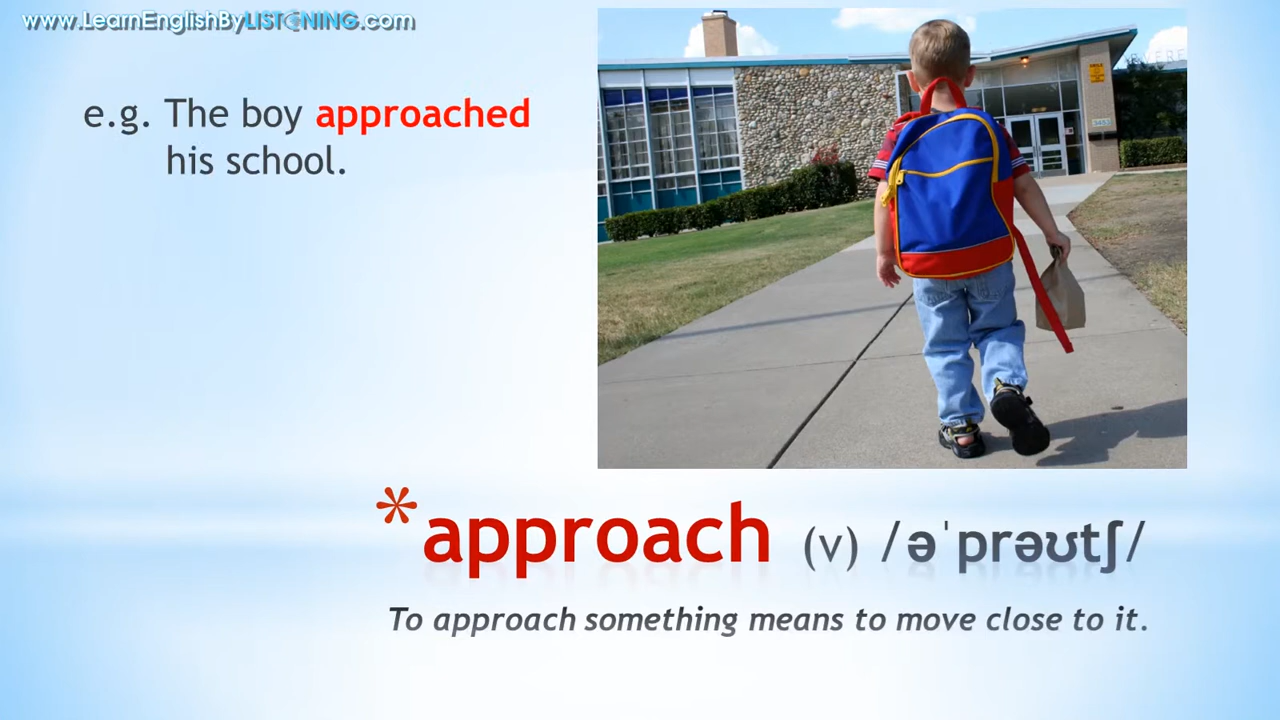 www.LearnEnglishByLISTENING.com
e.g. The boy approached
his school.
3453
*approach (v) /əˈprəʊtʃ/
To approach something means to move close to it.